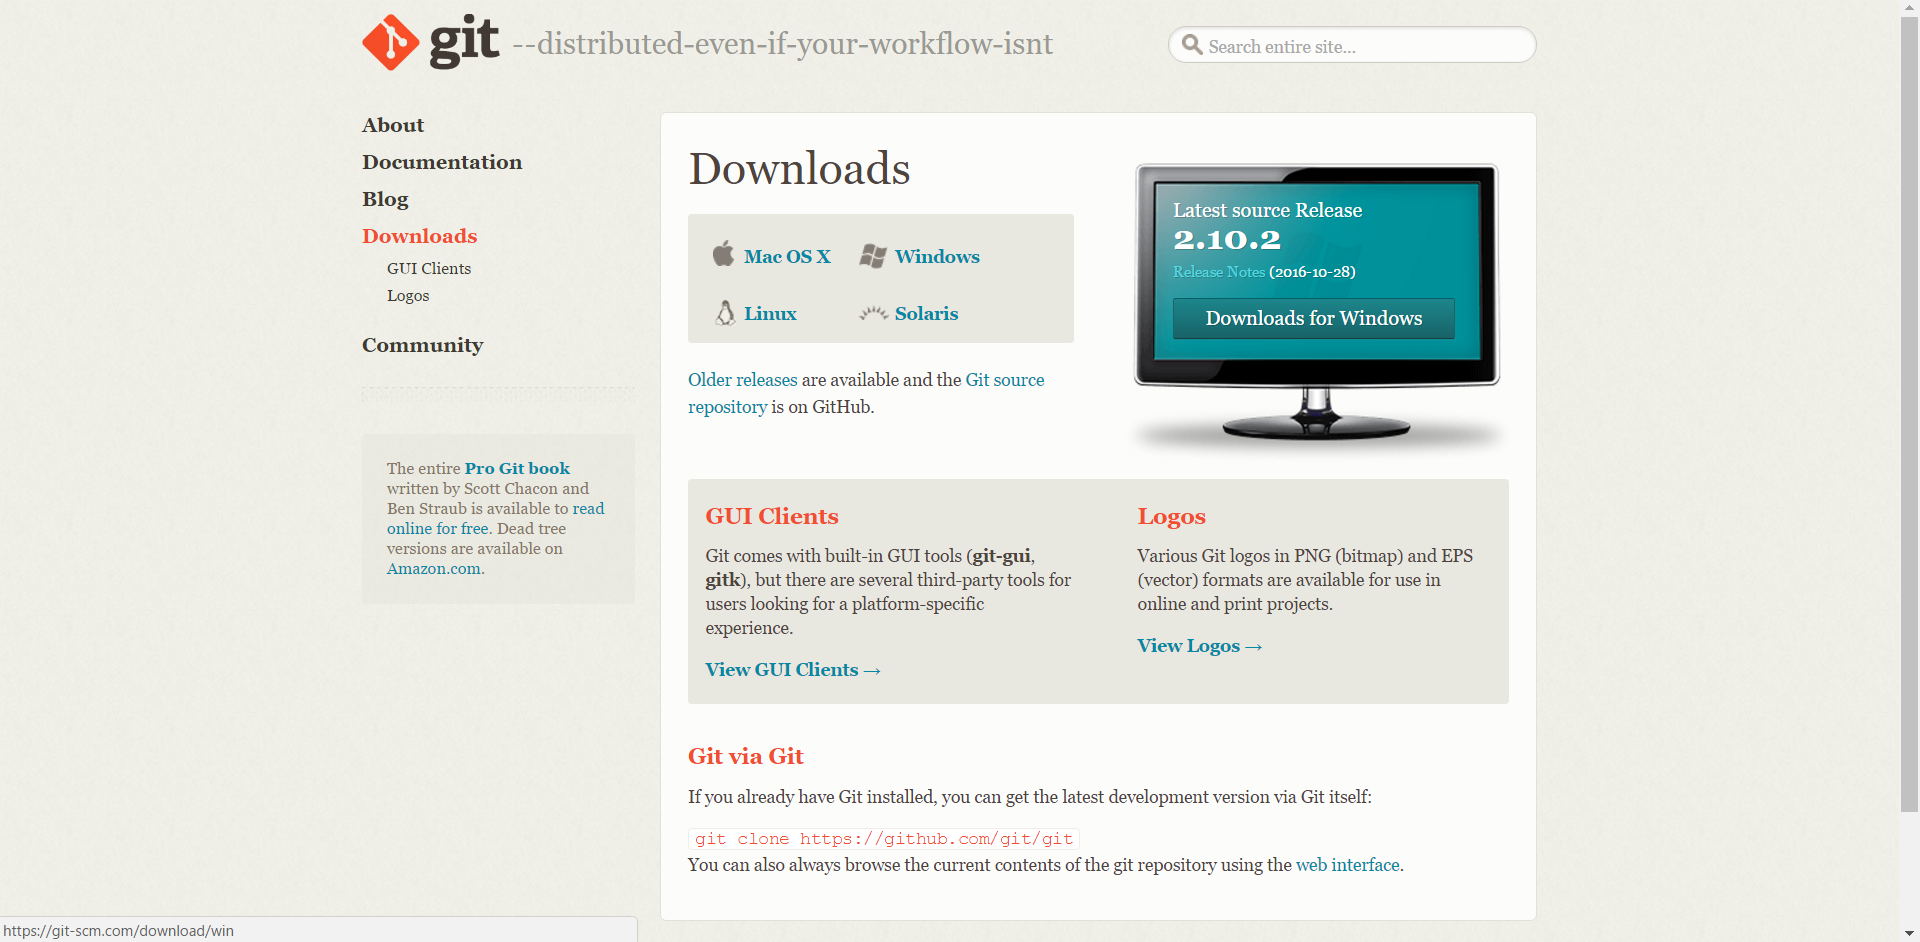 git --distributed-even-if-your-workflow-isnt
Search entire site...
About
Documentation
Blog
Downloads
GUI Clients
Logos
Community
The entire Pro Git book
written by Scott Chacon and
Ben Straub is available to read
online for free. Dead tree
versions are available on
Amazon.com.
Downloads
Mac OS X
Windows
Linux
Solaris
Older releases are available and the Git source
repository is on GitHub.
Latest source Release
2.10.2
Release Notes (2016-10-28)
Downloads for Windows
GUI Clients
Git comes with built-in GUI tools (git-gui,
gitk), but there are several third-party tools for
users looking for a platform-specific
experience.
View GUI Clients →
Logos
Various Git logos in PNG (bitmap) and EPS
(vector) formats are available for use in
online and print projects.
View Logos →
Git via Git
If you already have Git installed, you can get the latest development version via Git itself:
git clone https://github.com/git/git
You can also always browse the current contents of the git repository using the web interface.
https://git-scm.com/download/win